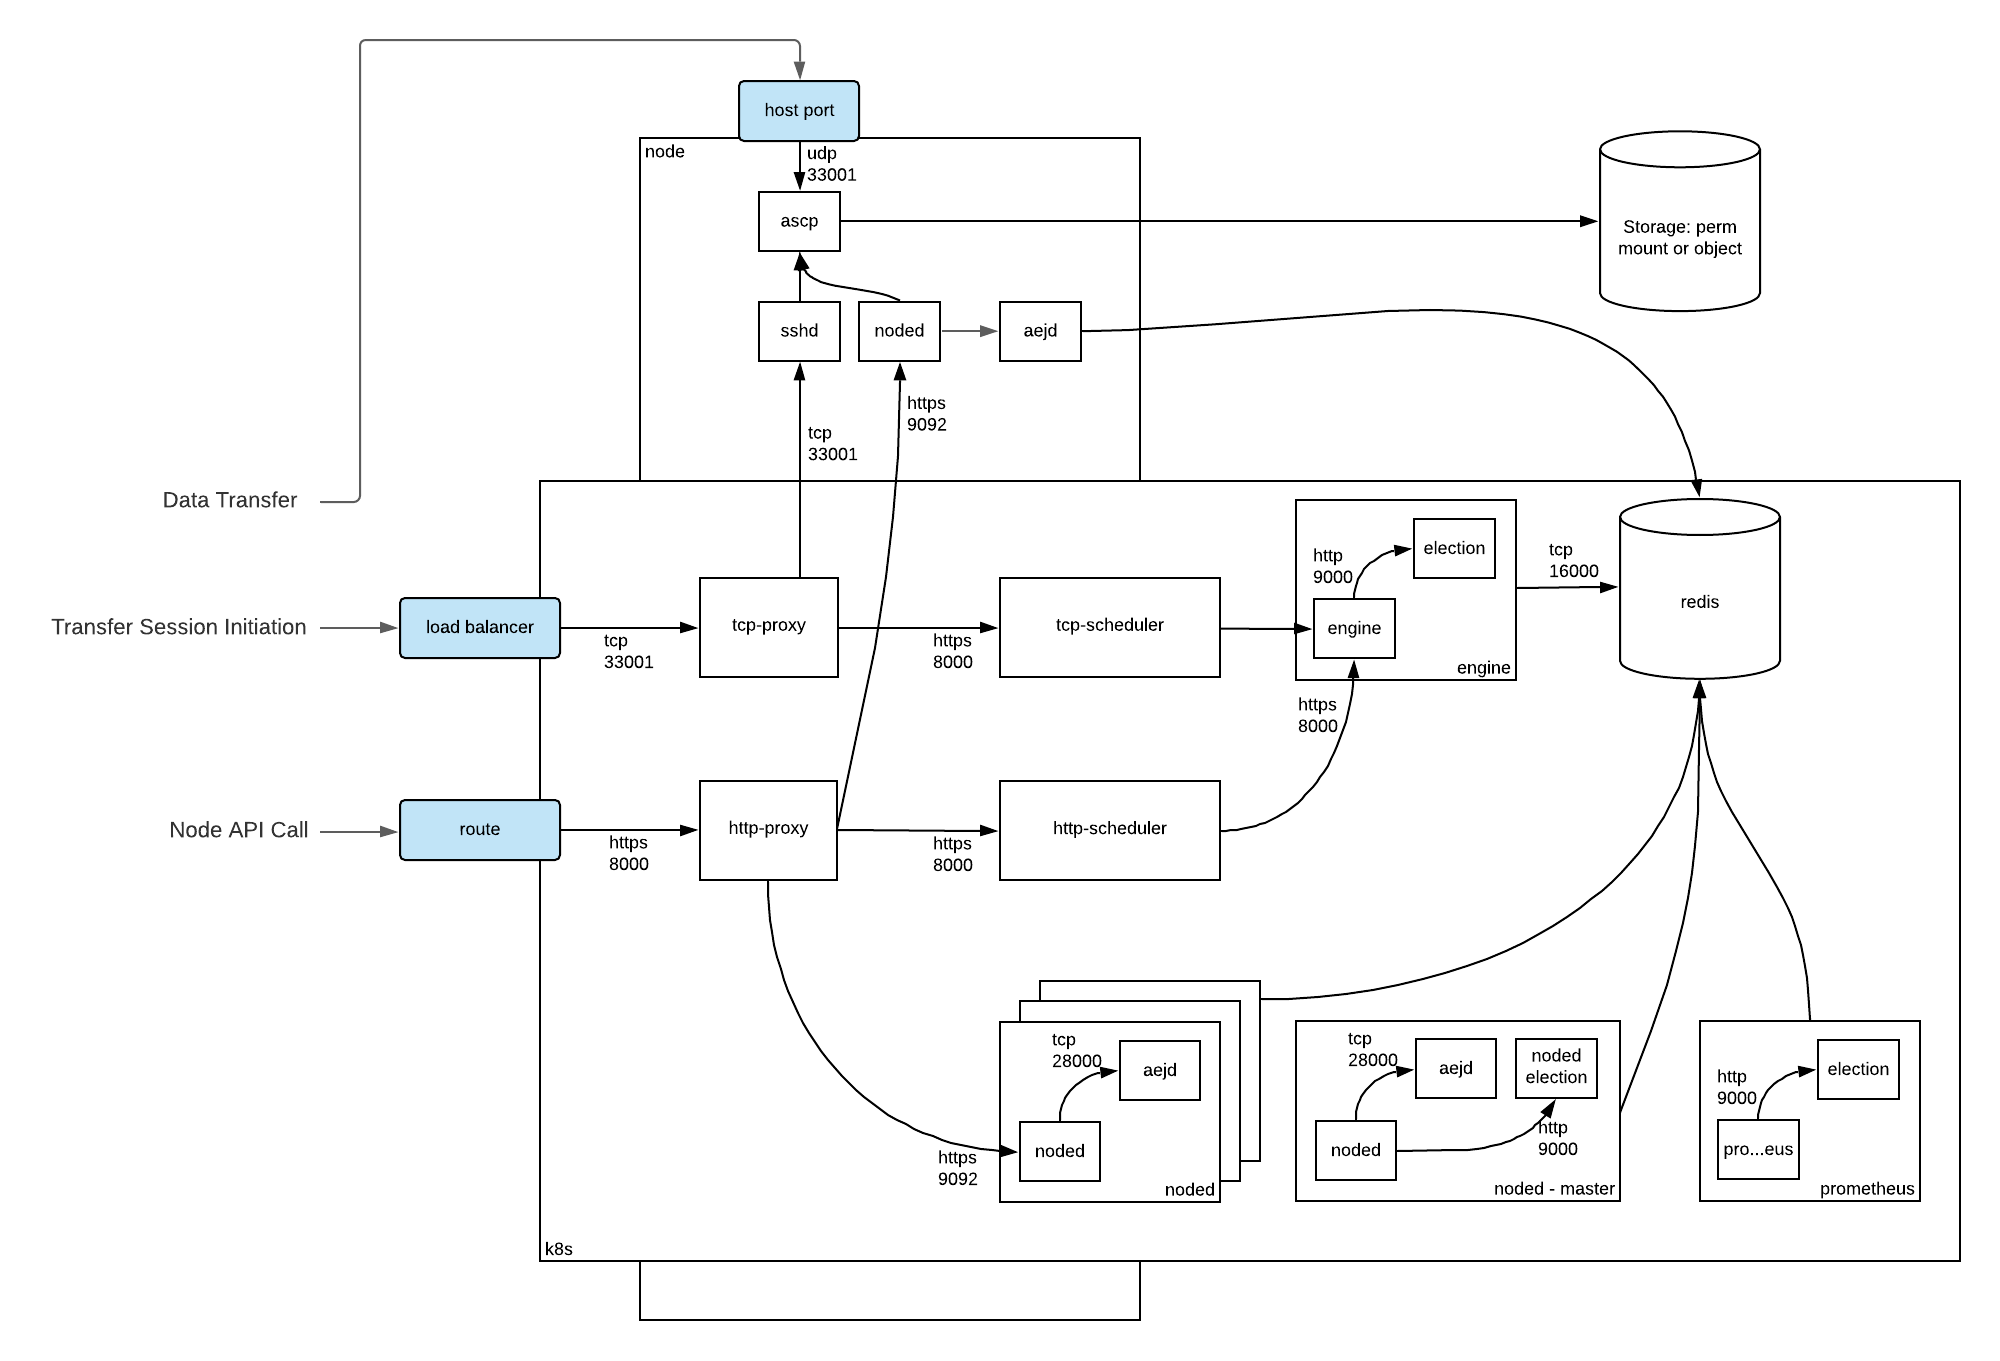 host port
node
udp
33001
ascp
Storage: perm
mount or object
sshd
noded
aejd
https
9092
tcp
33001
Data Transfer
election
http
9000
tcp
16000
redis
Transfer Session Initiation
load balancer
tcp
33001
tcp-proxy
https
8000
tcp-scheduler
engine
engine
https
8000
Node API Call
route
https
8000
http-proxy
https
8000
http-scheduler
tcp
28000
aejd
noded
https
9092
noded
tcp
28000
aejd
noded
election
noded
http
9000
noded - master
http
9000
election
pro...eus
prometheus
k8s